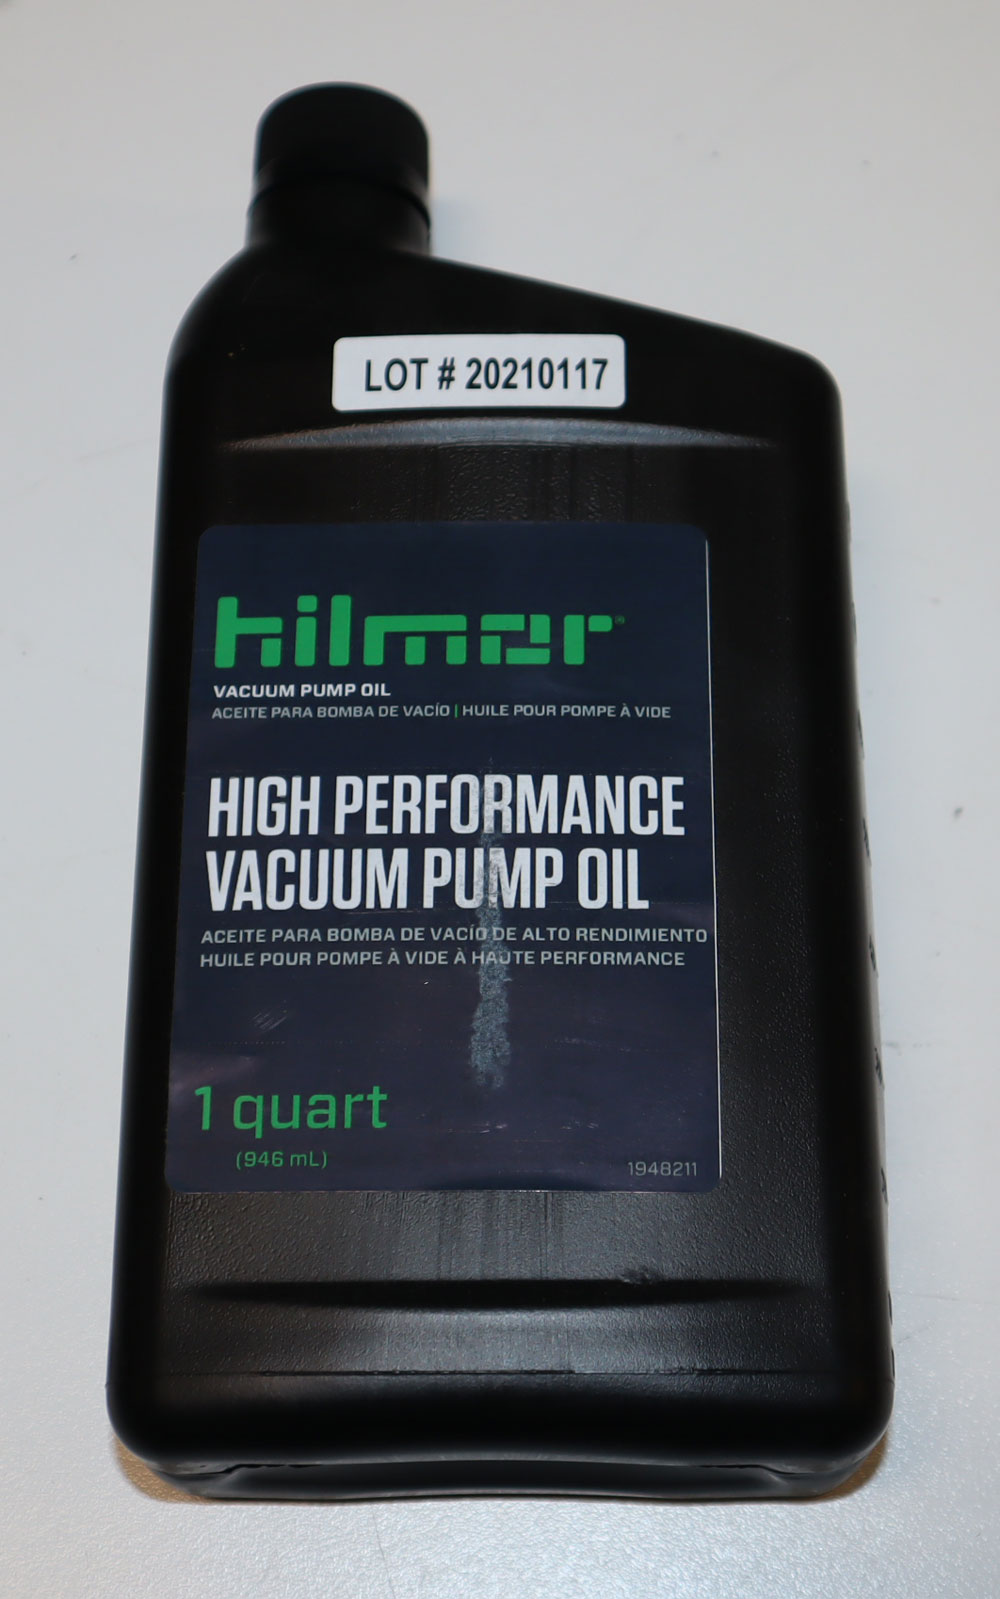 LOT # 20210117
hilmor®
VACUUM PUMP OIL
ACEITE PARA BOMBA DE VACÍO | HUILE POUR POMPE À VIDE
HIGH PERFORMANCE
VACUUM PUMP OIL
ACEITE PARA BOMBA DE VACÍO DE ALTO RENDIMIENTO
HUILE POUR POMPE À VIDE À HAUTE PERFORMANCE
1 quart
(946 mL)
1948211